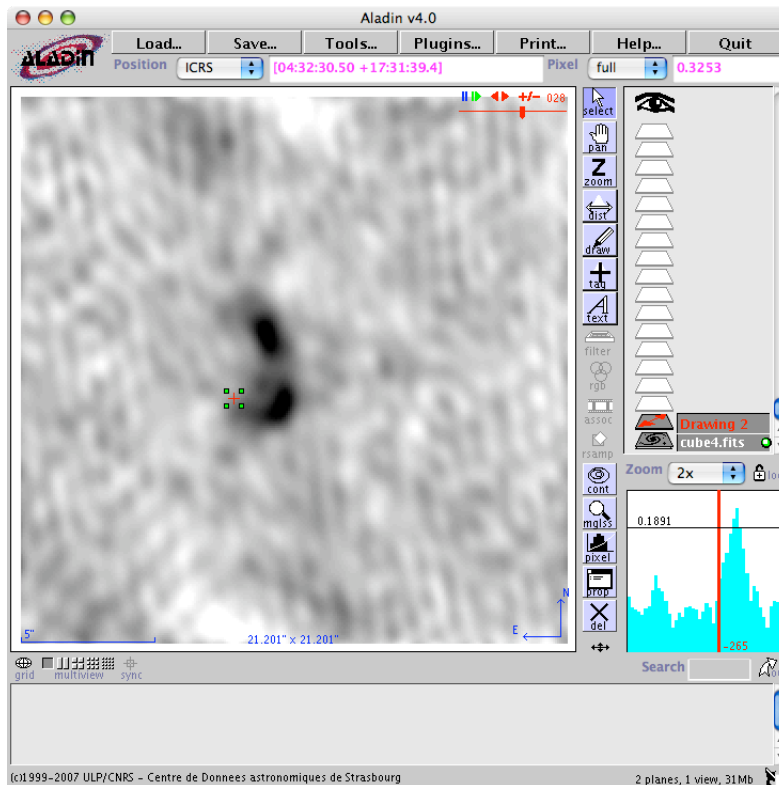 Aladin v4.0
ALADIN
Load... Save... Tools... Plugins... Print... Help... Quit
Position ICRS [04:32:30.50 +17:31:39.4] Pixel full 0.3253
+/- 028
select
pan
Z
zoom
dist
draw
tag
A
text
filter
rgb
assoc
rsamp
Drawing 2
cube4.fits
Zoom 2x
cont
mglss
pixel
prop
del
0.1891
-265
N
E
5"
21.201" x 21.201"
grid multiview sync
Search
(c)1999-2007 ULP/CNRS - Centre de Donnees astronomiques de Strasbourg
2 planes, 1 view, 31Mb